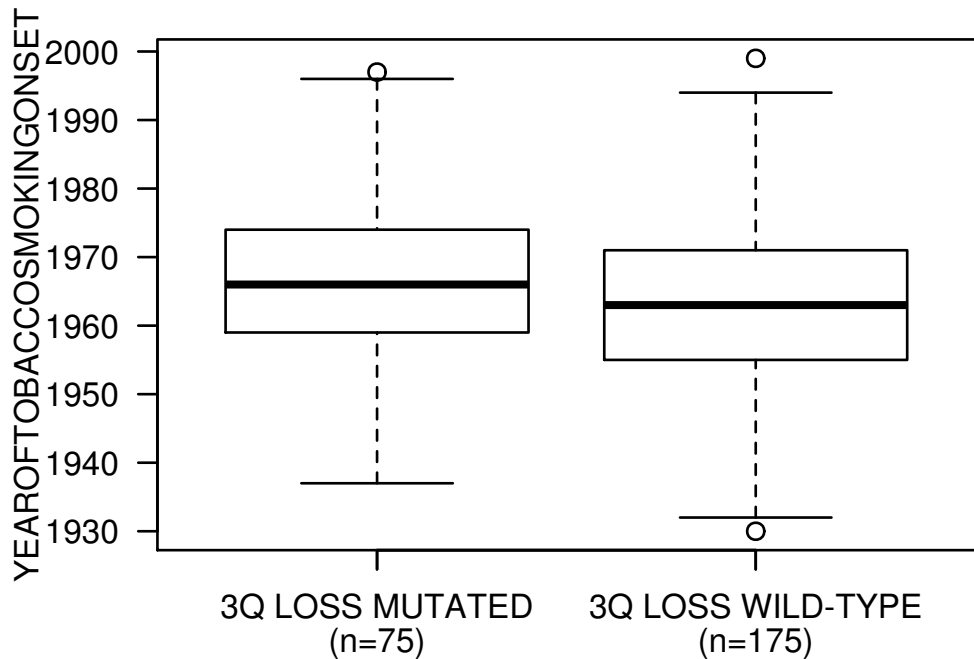 YEAROFTOBACCOSMOKINGONSET
2000
1990
1980
1970
1960
1950
1940
1930
3Q LOSS MUTATED
(n=75)
3Q LOSS WILD-TYPE
(n=175)